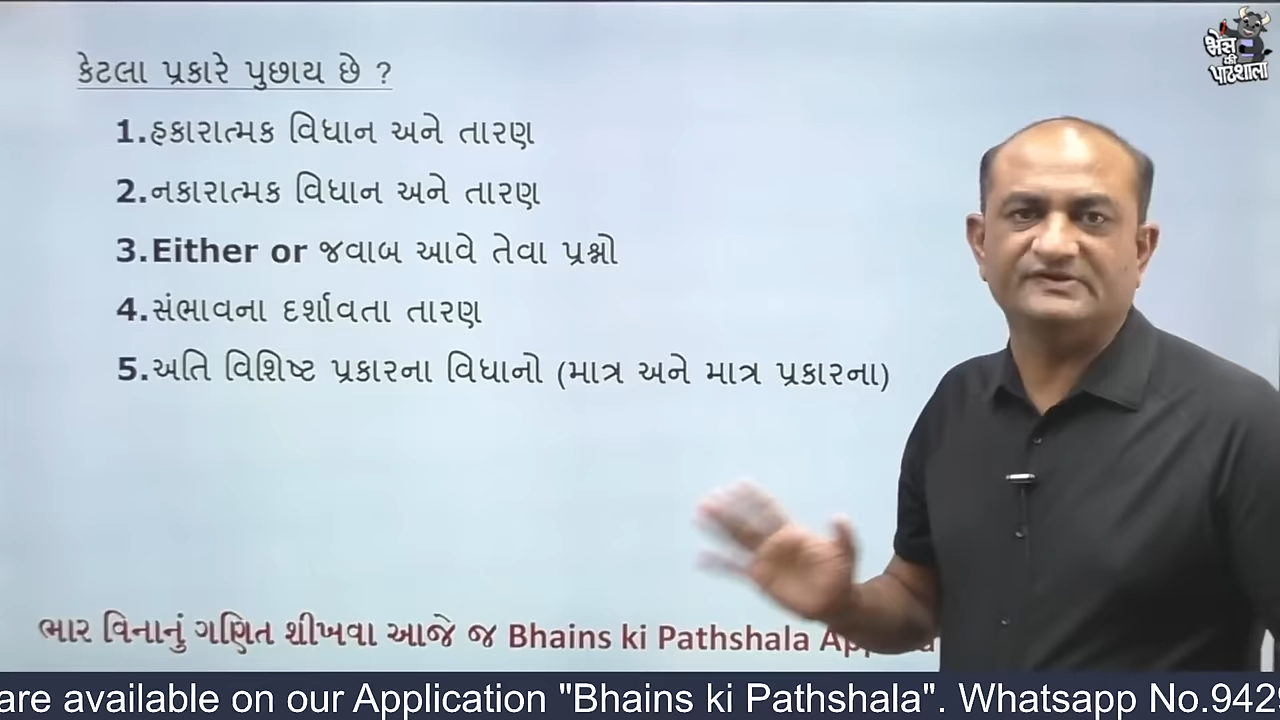 भैंस
की
पाठशाला
કેટલા પ્રકારે પુછાય છે ?
1.હકારાત્મક વિધાન અને તારણ
2.નકારાત્મક વિધાન અને તારણ
3.Either or જવાબ આવે તેવા પ્રશ્નો
4.સંભાવના દર્શાવતા તારણ
5.અતિ વિશિષ્ટ પ્રકારના વિધાનો (માત્ર અને માત્ર પ્રકારના)
ભાર વિનાનું ગણિત શીખવા આજે જ Bhains ki Pathshala
are available on our Application "Bhains ki Pathshala". Whatsapp No.942